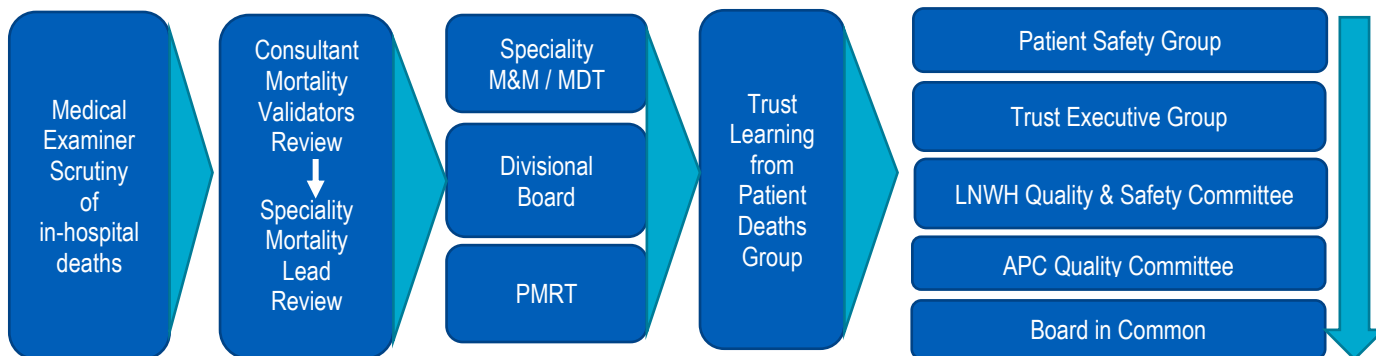 Medical
Examiner
Scrutiny
of
in-hospital
deaths
Consultant
Mortality
Validators
Review
Speciality
Mortality
Lead
Review
Speciality
M&M / MDT
Divisional
Board
PMRT
Trust
Learning
from
Patient
Deaths
Group
Patient Safety Group
Trust Executive Group
LNWH Quality & Safety Committee
APC Quality Committee
Board in Common